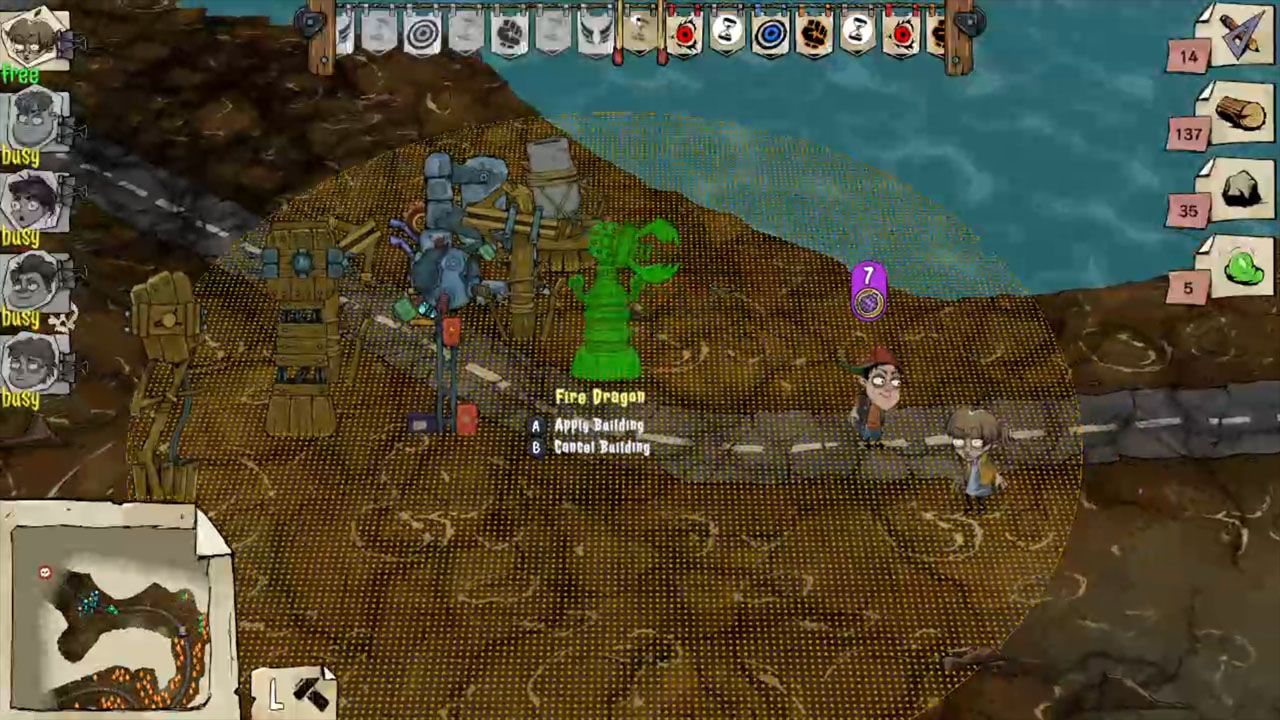 free
busy
busy
busy
busy
14
137
35
5
7
Fire Dragon
A Apply Building
B Cancel Building
L